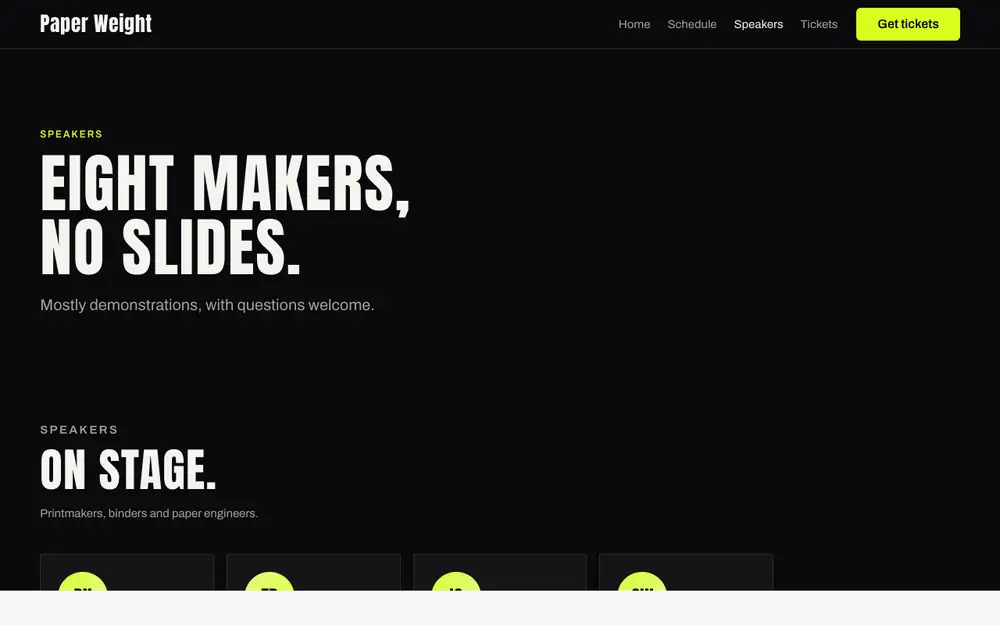 Paper Weight
Home
Schedule
Speakers
Tickets
Get tickets
SPEAKERS
EIGHT MAKERS,
NO SLIDES.
Mostly demonstrations, with questions welcome.
SPEAKERS
ON STAGE.
Printmakers, binders and paper engineers.